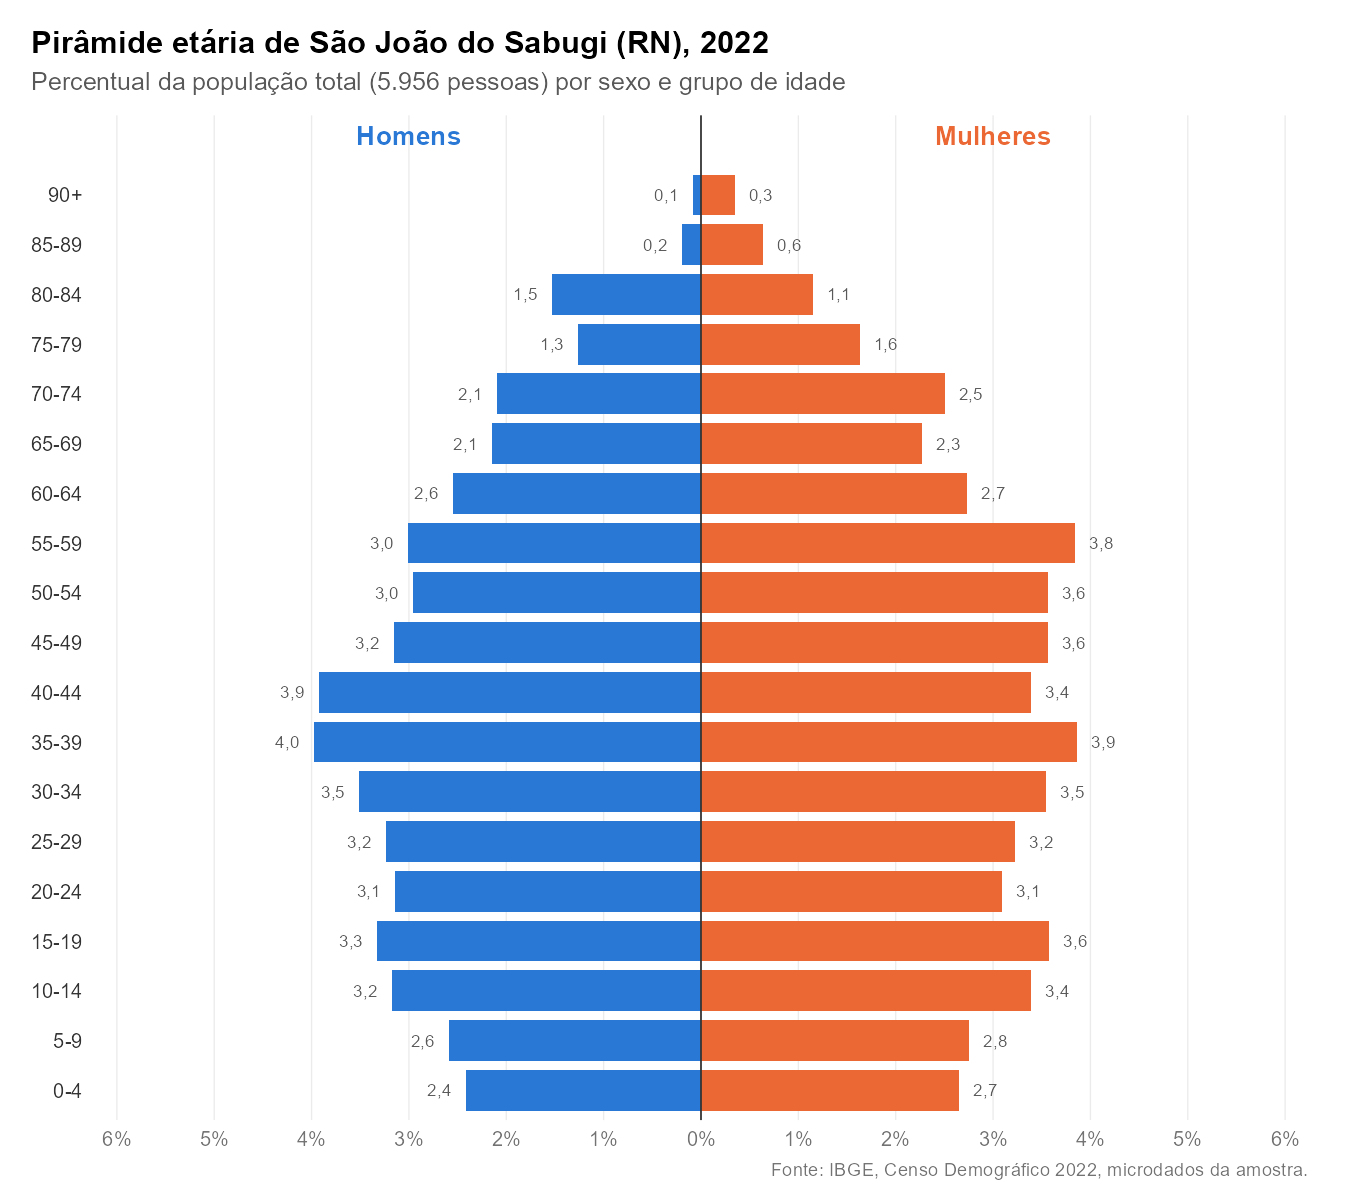 Pirâmide etária de São João do Sabugi (RN), 2022
Percentual da população total (5.956 pessoas) por sexo e grupo de idade
Homens Mulheres
90+ 0,1 0,3
85-89 0,2 0,6
80-84 1,5 1,1
75-79 1,3 1,6
70-74 2,1 2,5
65-69 2,1 2,3
60-64 2,6 2,7
55-59 3,0 3,8
50-54 3,0 3,6
45-49 3,2 3,6
40-44 3,9 3,4
35-39 4,0 3,9
30-34 3,5 3,5
25-29 3,2 3,2
20-24 3,1 3,1
15-19 3,3 3,6
10-14 3,2 3,4
5-9 2,6 2,8
0-4 2,4 2,7
6% 5% 4% 3% 2% 1% 0% 1% 2% 3% 4% 5% 6%
Fonte: IBGE, Censo Demográfico 2022, microdados da amostra.